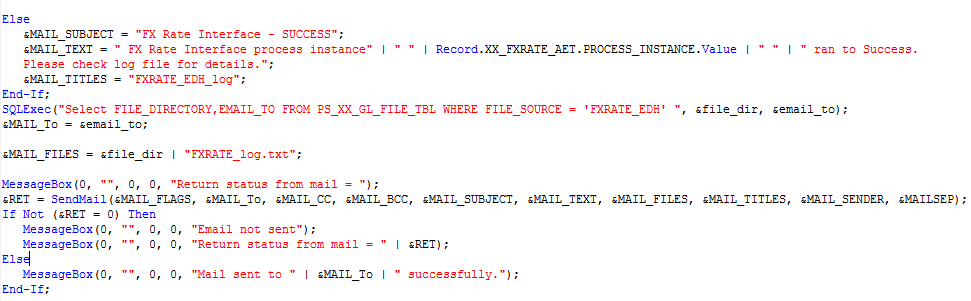 Else
&MAIL_SUBJECT = "FX Rate Interface - SUCCESS";
&MAIL_TEXT = " FX Rate Interface process instance" | " " | Record.XX_FXRATE_AET.PROCESS_INSTANCE.Value | " " | " ran to Success.
Please check log file for details.";
&MAIL_TITLES = "FXRATE_EDH_log";
End-If;
SQLExec("Select FILE_DIRECTORY,EMAIL_TO FROM PS_XX_GL_FILE_TBL WHERE FILE_SOURCE = 'FXRATE_EDH' ", &file_dir, &email_to);
&MAIL_To = &email_to;
&MAIL_FILES = &file_dir | "FXRATE_log.txt";
MessageBox(0, "", 0, 0, "Return status from mail = ");
&RET = SendMail(&MAIL_FLAGS, &MAIL_To, &MAIL_CC, &MAIL_BCC, &MAIL_SUBJECT, &MAIL_TEXT, &MAIL_FILES, &MAIL_TITLES, &MAIL_SENDER, &MAILSEP);
If Not (&RET = 0) Then
MessageBox(0, "", 0, 0, "Email not sent");
MessageBox(0, "", 0, 0, "Return status from mail = " | &RET);
Else
MessageBox(0, "", 0, 0, "Mail sent to " | &MAIL_To | " successfully.");
End-If;